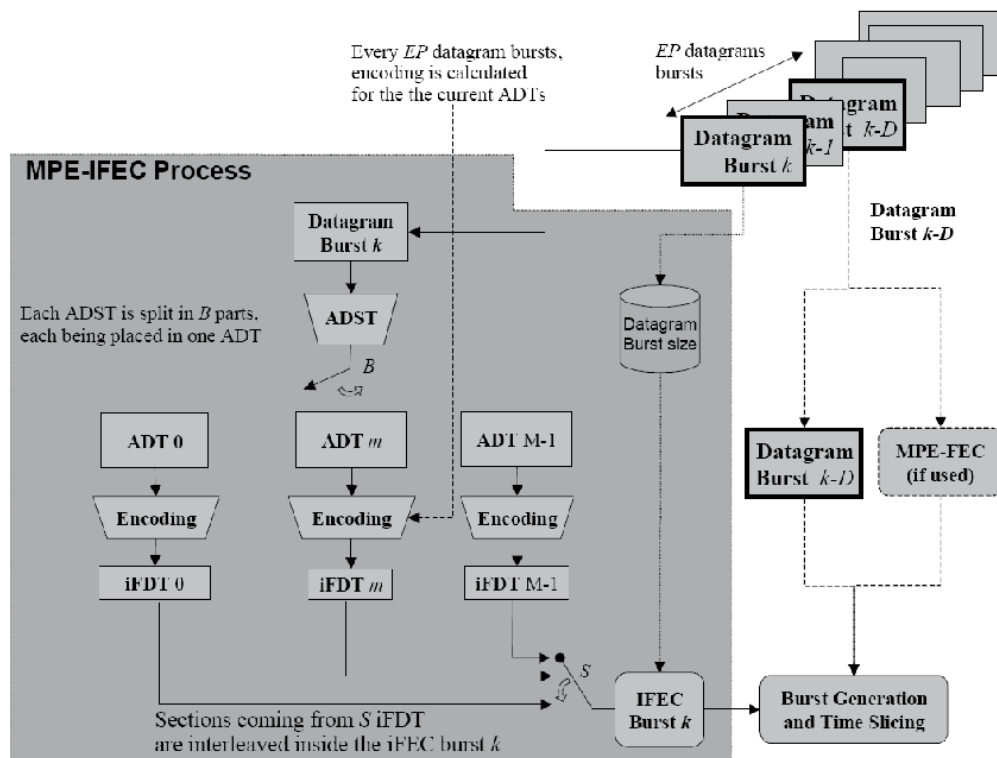 Every EP datagram bursts,
encoding is calculated
for the the current ADTs
EP datagrams
bursts
Datagram
Burst k-D
Datagram
k-1
Datagram
Burst k
MPE-IFEC Process
Datagram
Burst k
Datagram
Burst k-D
Each ADST is split in B parts,
each being placed in one ADT
ADST
Datagram
Burst size
B
ADT 0
ADT m
ADT M-1
Datagram
Burst k-D
MPE-FEC
(if used)
Encoding
Encoding
Encoding
iFDT 0
iFDT m
iFDT M-1
S
IFEC
Burst k
Burst Generation
and Time Slicing
Sections coming from S iFDT
are interleaved inside the iFEC burst k